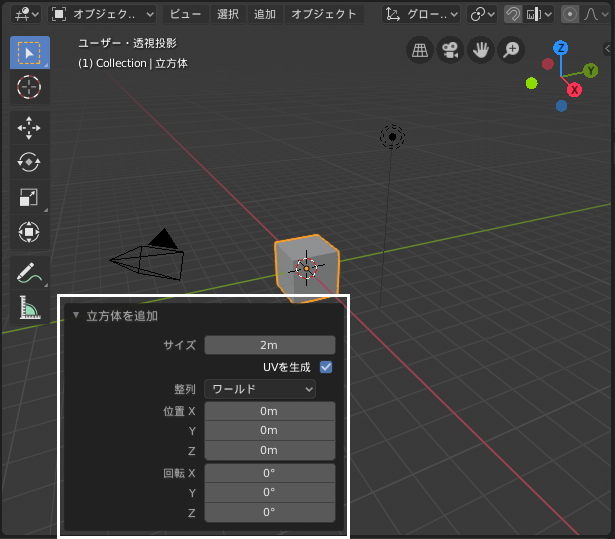 オブジェク.. ビュー 選択 追加 オブジェクト グロー..
ユーザー・透視投影
(1) Collection | 立方体
Z
Y
X
立方体を追加
サイズ 2m
UVを生成
整列 ワールド
位置 X 0m
Y 0m
Z 0m
回転 X 0°
Y 0°
Z 0°